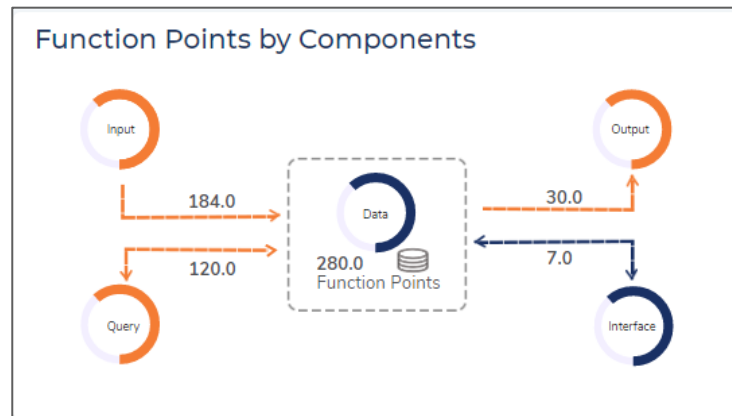 Function Points by Components
Input
Output
184.0
Data
30.0
120.0
280.0
Function Points
7.0
Query
Interface